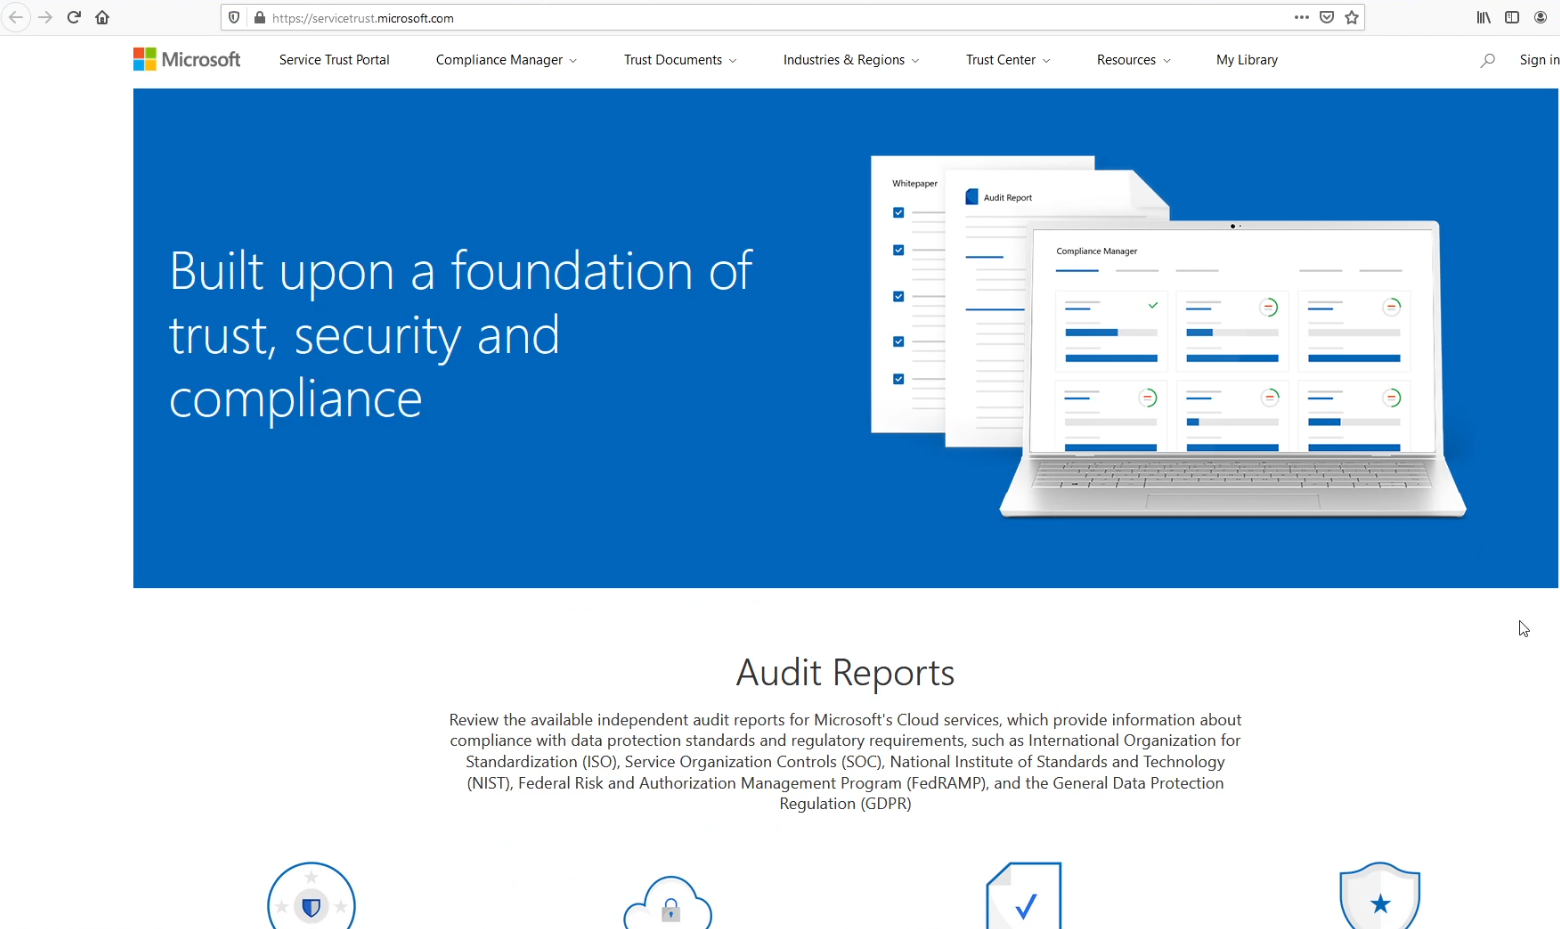 https://servicetrust.microsoft.com
Microsoft
Service Trust Portal
Compliance Manager
Trust Documents
Industries & Regions
Trust Center
Resources
My Library
Sign in
Built upon a foundation of
trust, security and
compliance
Whitepaper
Audit Report
Compliance Manager
Audit Reports
Review the available independent audit reports for Microsoft's Cloud services, which provide information about
compliance with data protection standards and regulatory requirements, such as International Organization for
Standardization (ISO), Service Organization Controls (SOC), National Institute of Standards and Technology
(NIST), Federal Risk and Authorization Management Program (FedRAMP), and the General Data Protection
Regulation (GDPR)